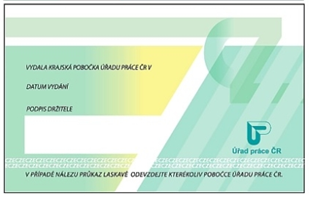 VYDALA KRAJSKÁ POBOČKA ÚŘADU PRÁCE ČR V
DATUM VYDÁNÍ
PODPIS DRŽITELE
Úřad práce ČR
V PŘÍPADĚ NÁLEZU PRŮKAZ LASKAVĚ ODEVZDEJTE KTERÉKOLIV POBOČCE ÚŘADU PRÁCE ČR.